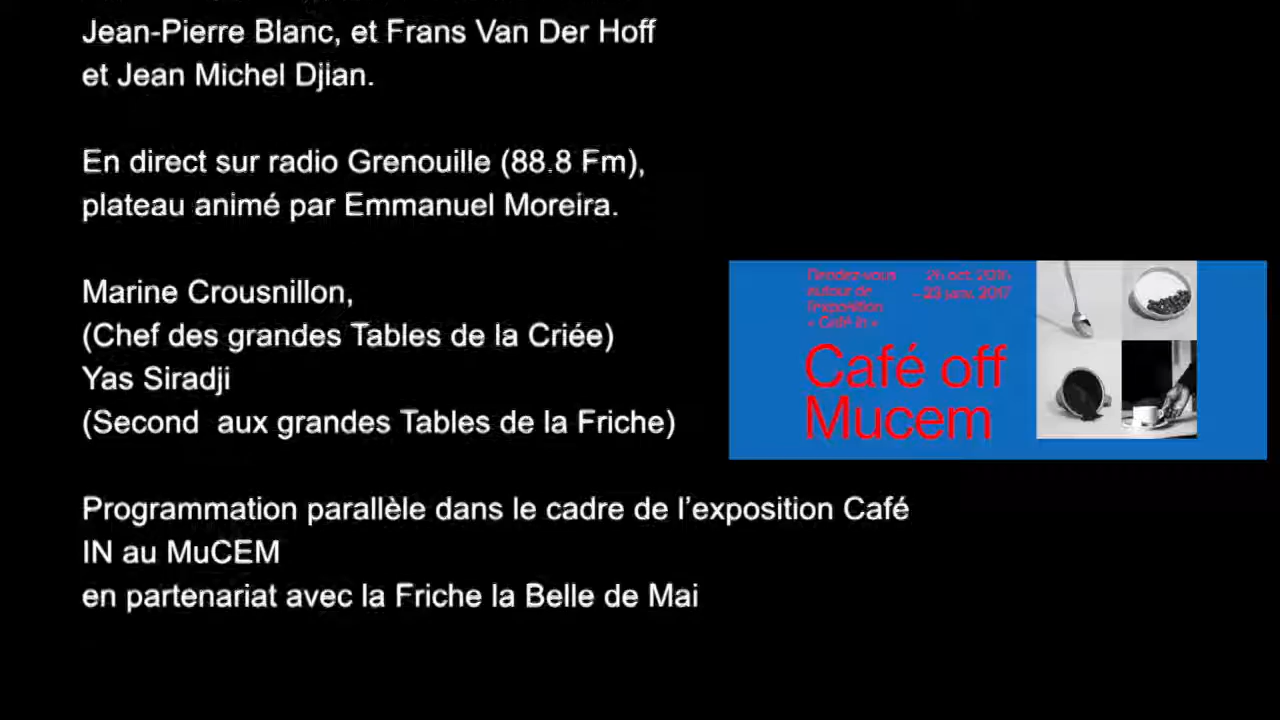 Jean-Pierre Blanc, et Frans Van Der Hoff
et Jean Michel Djian.
En direct sur radio Grenouille (88.8 Fm),
plateau animé par Emmanuel Moreira.
Marine Crousnillon,
(Chef des grandes Tables de la Criée)
Yas Siradji
(Second  aux grandes Tables de la Friche)
Rendez-vous
autour de
l'exposition
« Café In »
26 oct. 2016
– 23 janv. 2017
Café off
Mucem
Programmation parallèle dans le cadre de l’exposition Café
IN au MuCEM
en partenariat avec la Friche la Belle de Mai